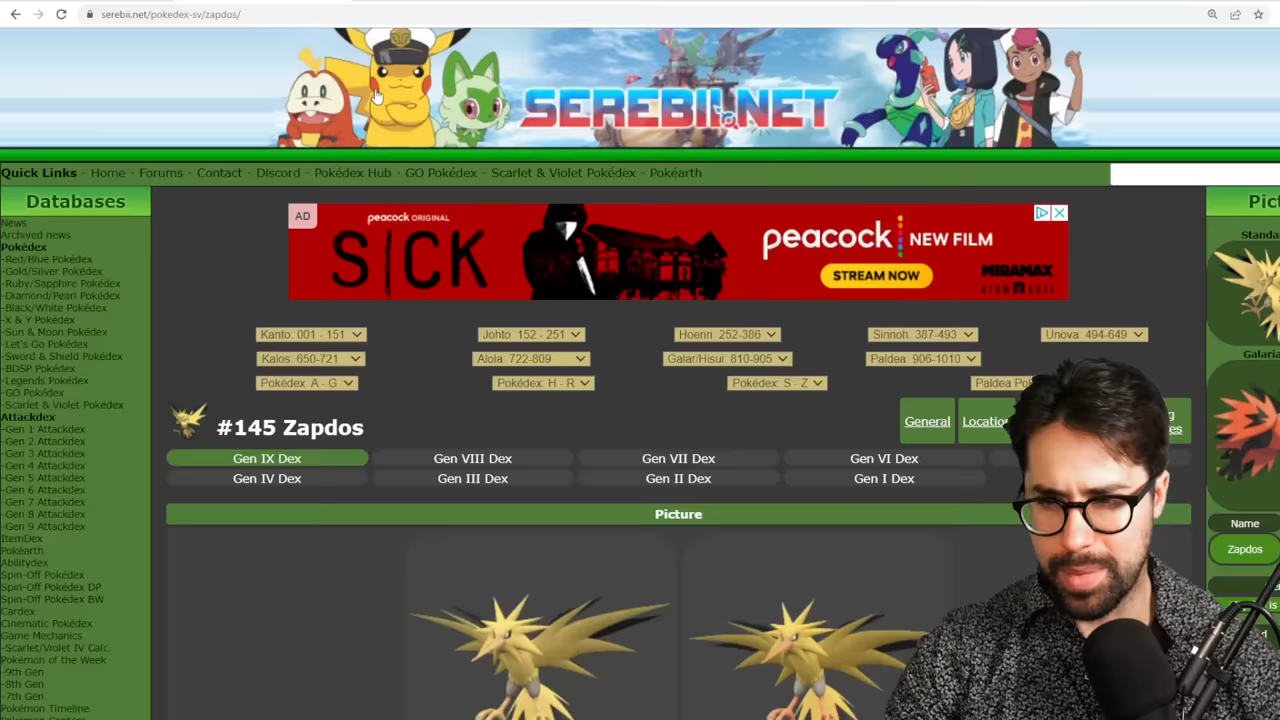 serebii.net/pokedex-sv/zapdos/
SEREBII.NET
Quick Links - Home - Forums - Contact - Discord - Pokédex Hub - GO Pokédex - Scarlet & Violet Pokédex - Pokéarth
Databases
News
Archived news
Pokédex
-Red/Blue Pokédex
-Gold/Silver Pokédex
-Ruby/Sapphire Pokédex
-Diamond/Pearl Pokédex
-Black/White Pokédex
-X & Y Pokédex
-Sun & Moon Pokédex
-Let's Go Pokédex
-Sword & Shield Pokédex
-BDSP Pokédex
-Legends Pokédex
-GO Pokédex
-Scarlet & Violet Pokédex
Attackdex
-Gen 1 Attackdex
-Gen 2 Attackdex
-Gen 3 Attackdex
-Gen 4 Attackdex
-Gen 5 Attackdex
-Gen 6 Attackdex
-Gen 7 Attackdex
-Gen 8 Attackdex
-Gen 9 Attackdex
ItemDex
Pokéarth
Abilitydex
Spin-Off Pokédex
Spin-Off Pokédex DP
Spin-Off Pokédex BW
Cardex
Cinematic Pokédex
Game Mechanics
-Scarlet/Violet IV Calc.
Pokémon of the Week
-9th Gen
-8th Gen
-7th Gen
Pokémon Timeline
AD
peacock ORIGINAL
SICK
peacock
NEW FILM
STREAM NOW
MIRAMAX
Kanto: 001 - 151
Johto: 152 - 251
Hoenn: 252-386
Sinnoh: 387-493
Unova: 494-649
Kalos: 650-721
Alola: 722-809
Galar/Hisui: 810-905
Paldea: 906-1010
Pokédex: A - G
Pokédex: H - R
Pokédex: S - Z
Paldea Po
#145 Zapdos
General
Locatio
Gen IX Dex
Gen VIII Dex
Gen VII Dex
Gen VI Dex
Gen IV Dex
Gen III Dex
Gen II Dex
Gen I Dex
Picture
Pict
Standa
Galaria
Name
Zapdos